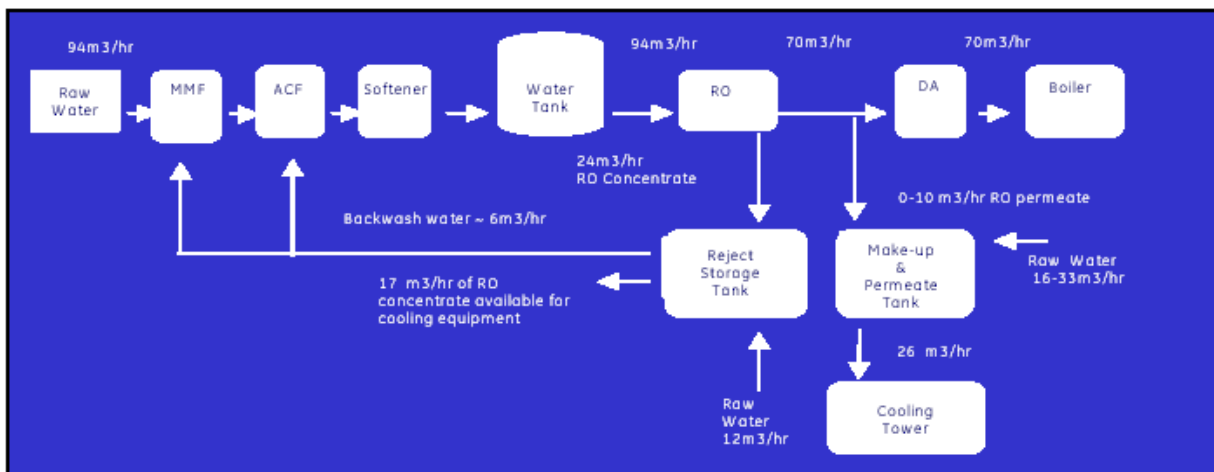 94m3/hr
94m3/hr
70m3/hr
70m3/hr
Raw
Water
MMF
ACF
Softener
Water
Tank
RO
DA
Boiler
24m3/hr
RO Concentrate
0-10 m3/hr RO permeate
Backwash water ~ 6m3/hr
Reject
Storage
Tank
Make-up
&
Permeate
Tank
Raw Water
16-33m3/hr
17 m3/hr of RO
concentrate available for
cooling equipment
26 m3/hr
Raw
Water
12m3/hr
Cooling
Tower